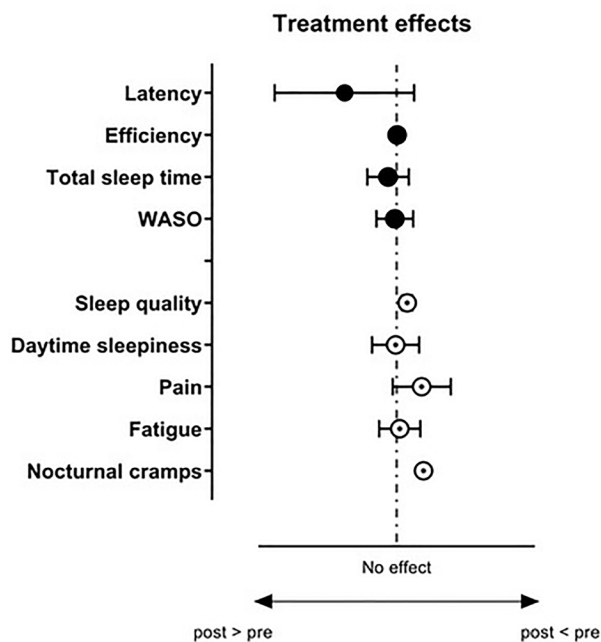 Treatment effects
Latency
Efficiency
Total sleep time
WASO
Sleep quality
Daytime sleepiness
Pain
Fatigue
Nocturnal cramps
No effect
post > pre
post < pre